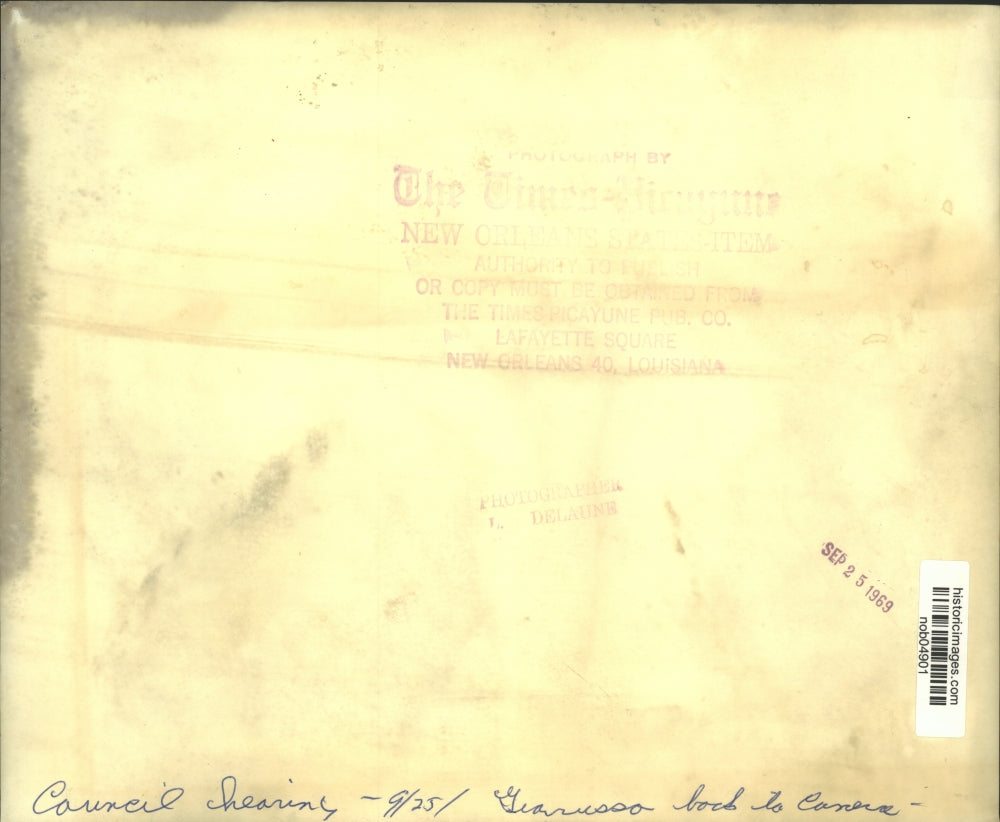 PHOTOGRAPH BY
The Times-Picayune
NEW ORLEANS STATES-ITEM
AUTHORITY TO PUBLISH
OR COPY MUST BE OBTAINED FROM
THE TIMES-PICAYUNE PUB. CO.
LAFAYETTE SQUARE
NEW ORLEANS 40, LOUISIANA
PHOTOGRAPHER
L. DELAUNE
SEP 25 1969
historicimages.com
nob04901
Council hearing - 9/25/ Giarrusso back to camera -